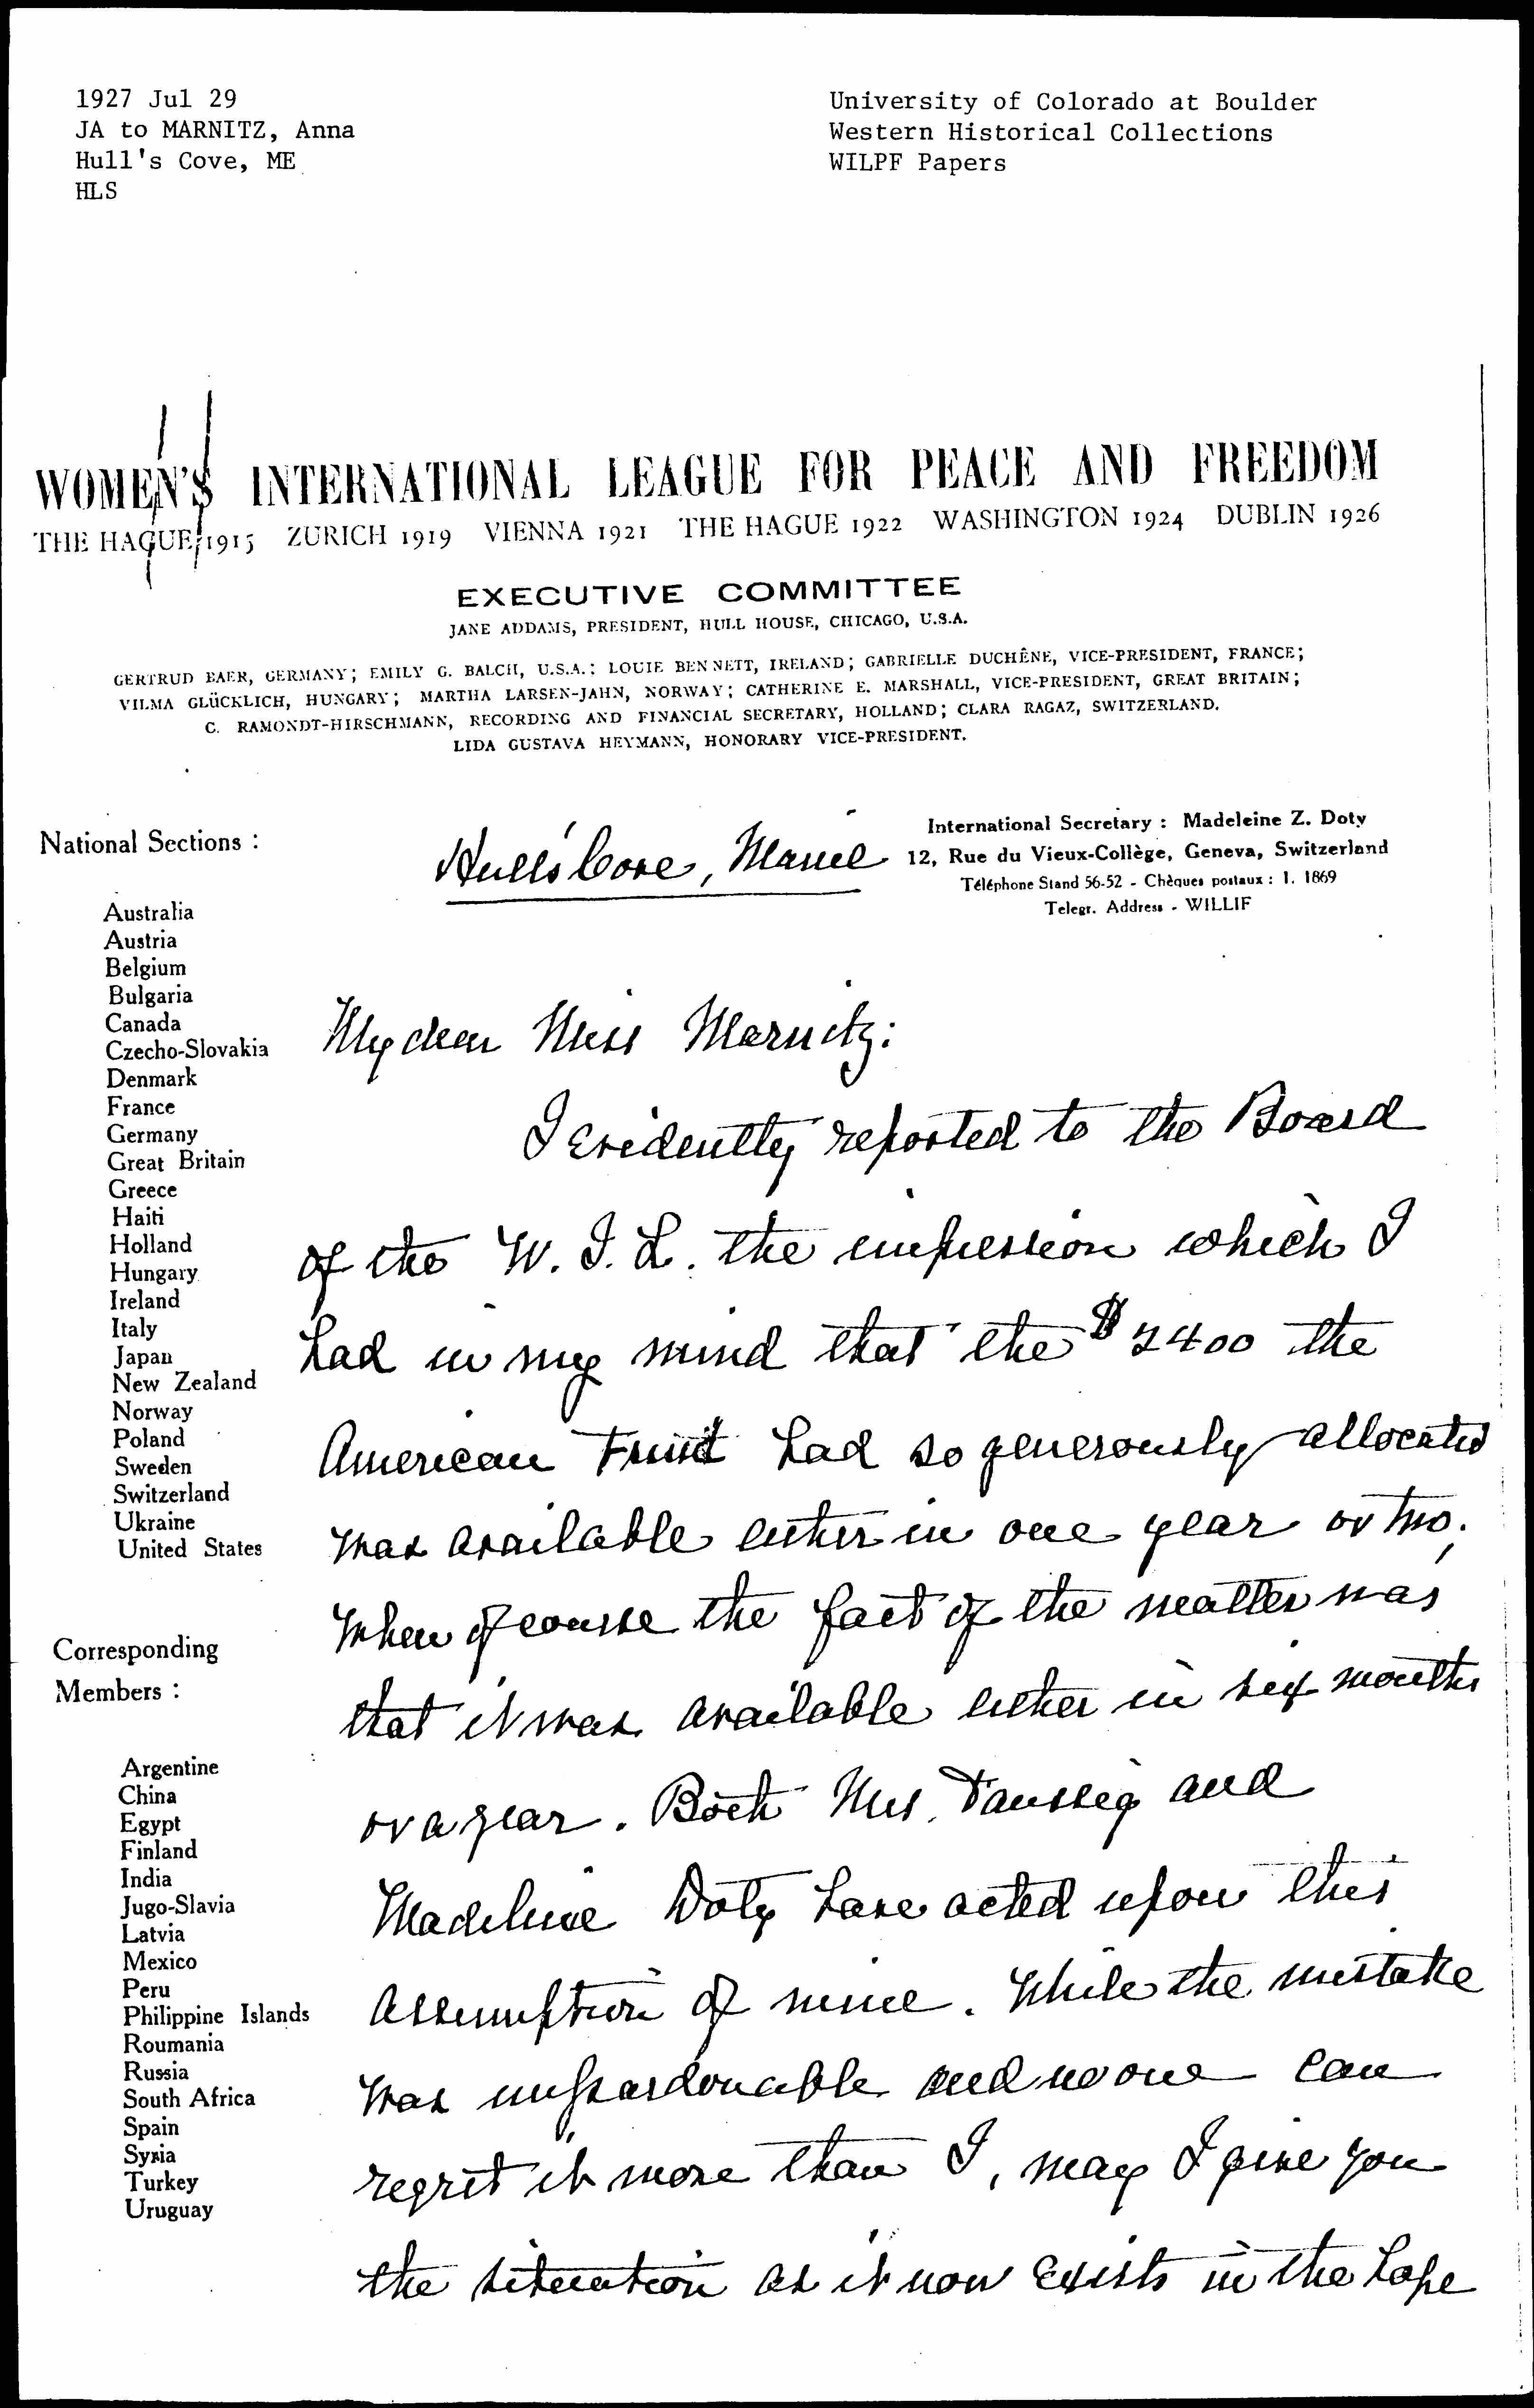 1927 Jul 29
JA to MARNITZ, Anna
Hull's Cove, ME
HLS
University of Colorado at Boulder
Western Historical Collections
WILPF Papers
WOMEN'S INTERNATIONAL LEAGUE FOR PEACE AND FREEDOM
THE HAGUE 1915 ZURICH 1919 VIENNA 1921 THE HAGUE 1922 WASHINGTON 1924 DUBLIN 1926
EXECUTIVE COMMITTEE
JANE ADDAMS, PRESIDENT, HULL HOUSE, CHICAGO, U.S.A.
GERTRUD BAER, GERMANY; EMILY G. BALCH, U.S.A.; LOUIE BENNETT, IRELAND; GABRIELLE DUCHÊNE, VICE-PRESIDENT, FRANCE;
VILMA GLÜCKLICH, HUNGARY; MARTHA LARSEN-JAHN, NORWAY; CATHERINE E. MARSHALL, VICE-PRESIDENT, GREAT BRITAIN;
C. RAMONDT-HIRSCHMANN, RECORDING AND FINANCIAL SECRETARY, HOLLAND; CLARA RAGAZ, SWITZERLAND.
LIDA GUSTAVA HEYMANN, HONORARY VICE-PRESIDENT.
International Secretary : Madeleine Z. Doty
12, Rue du Vieux-Collège, Geneva, Switzerland
Téléphone Stand 56-52 - Chèques postaux : I. 1869
Telegr. Address - WILLIF
National Sections :
Australia
Austria
Belgium
Bulgaria
Canada
Czecho-Slovakia
Denmark
France
Germany
Great Britain
Greece
Haiti
Holland
Hungary
Ireland
Italy
Japan
New Zealand
Norway
Poland
Sweden
Switzerland
Ukraine
United States
Corresponding
Members :
Argentine
China
Egypt
Finland
India
Jugo-Slavia
Latvia
Mexico
Peru
Philippine Islands
Roumania
Russia
South Africa
Spain
Syria
Turkey
Uruguay
Hulls Cove, Maine
My dear Miss Marnitz:
I evidently reported to the Board
of the W. I. L. the impression which I
had in my mind that the $2400 the
American Fund had so generously allocated
was available either in one year or two;
when of course the fact of the matter was
that it was available either in six months
or a year. Both Mrs. Taussig and
Madeline Doty have acted upon this
assumption of mine. While the mistake
was unpardonable and no one can
regret it more than I, may I give you
the situation as it now exists in the hope